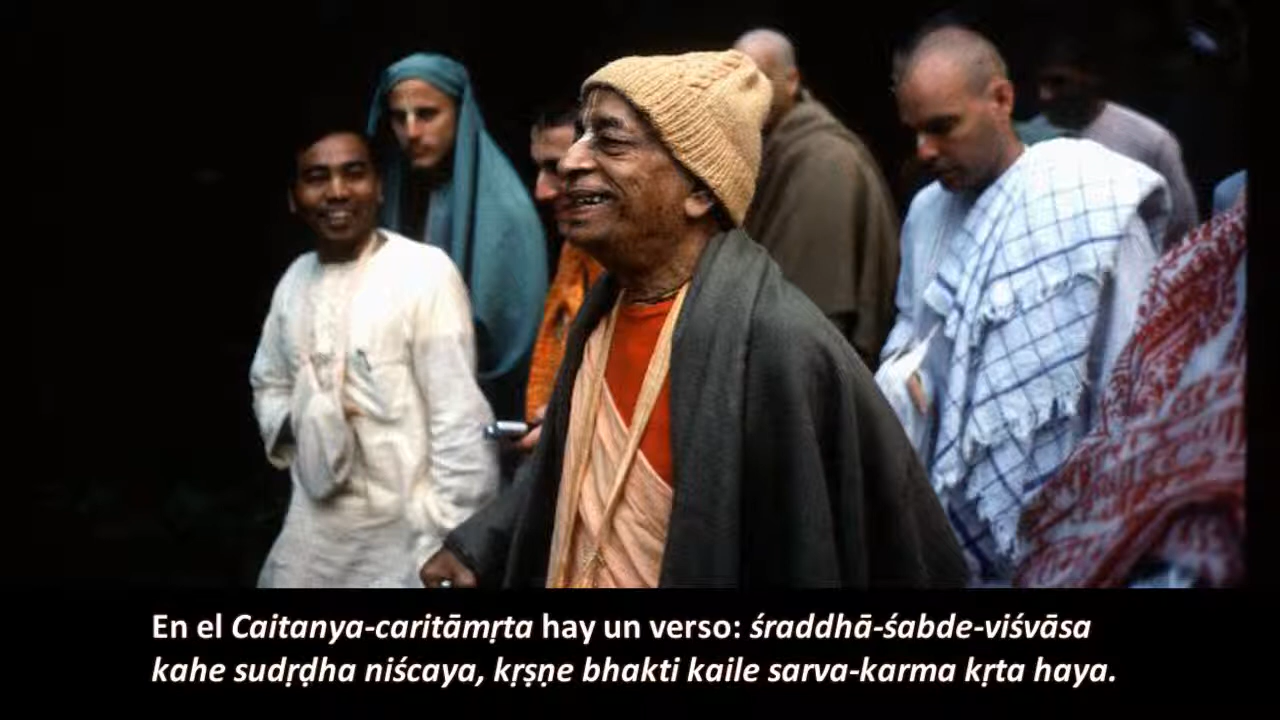 En el Caitanya-caritāmṛta hay un verso: śraddhā-śabde-viśvāsa
kahe sudṛḍha niścaya, kṛṣṇe bhakti kaile sarva-karma kṛta haya.